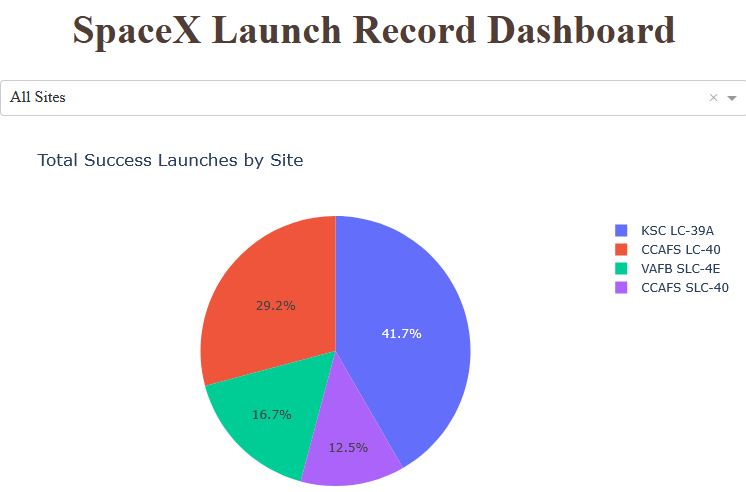 SpaceX Launch Record Dashboard
All Sites
Total Success Launches by Site
KSC LC-39A
CCAFS LC-40
VAFB SLC-4E
CCAFS SLC-40
29.2%
41.7%
16.7%
12.5%